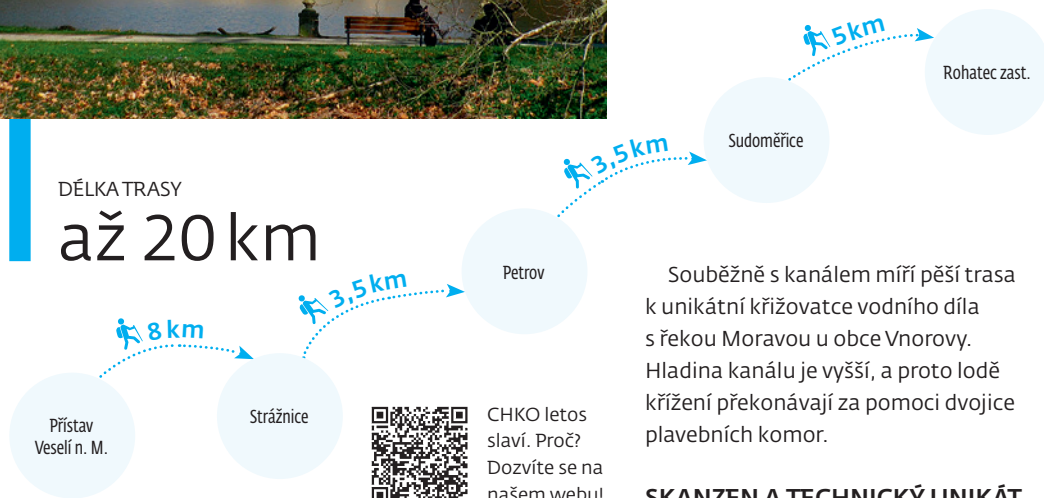 DÉLKA TRASY
až 20 km
Přístav
Veselí n. M.
8 km
Strážnice
3,5 km
Petrov
3,5 km
Sudoměřice
5 km
Rohatec zast.
CHKO letos
slaví. Proč?
Dozvíte se na
našem webu!
Souběžně s kanálem míří pěší trasa
k unikátní křižovatce vodního díla
s řekou Moravou u obce Vnorovy.
Hladina kanálu je vyšší, a proto lodě
křížení překonávají za pomoci dvojice
plavebních komor.
SKANZEN A TECHNICKÝ UNIKÁT